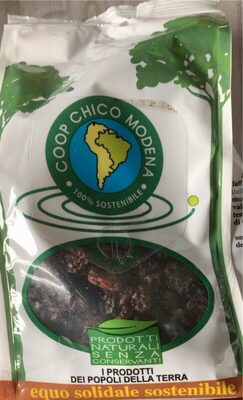 COOP CHICO MODENA
100% SOSTENIBILE
PRODOTTI
NATURALI
SENZA
CONSERVANTI
I PRODOTTI
DEI POPOLI DELLA TERRA
equo solidale sostenibile